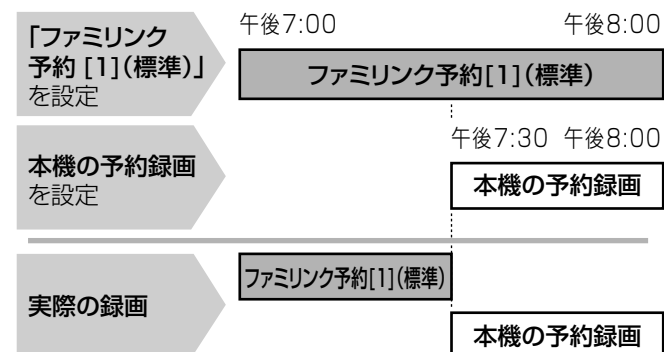 「ファミリンク
予約 [1](標準)」
を設定
午後7:00 午後8:00
ファミリンク予約[1](標準)
本機の予約録画
を設定
午後7:30 午後8:00
本機の予約録画
実際の録画
ファミリンク予約[1](標準)
本機の予約録画